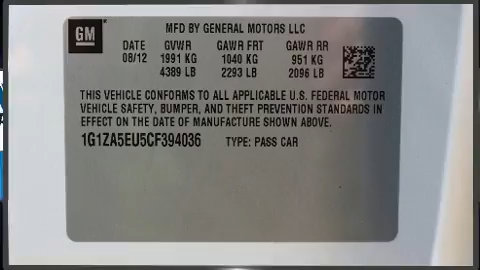 GM
MFD BY GENERAL MOTORS LLC
DATE GVWR GAWR FRT GAWR RR
08/12 1991 KG 1040 KG 951 KG
4389 LB 2293 LB 2096 LB
THIS VEHICLE CONFORMS TO ALL APPLICABLE U.S. FEDERAL MOTOR
VEHICLE SAFETY, BUMPER, AND THEFT PREVENTION STANDARDS IN
EFFECT ON THE DATE OF MANUFACTURE SHOWN ABOVE.
1G1ZA5EU5CF394036 TYPE: PASS CAR